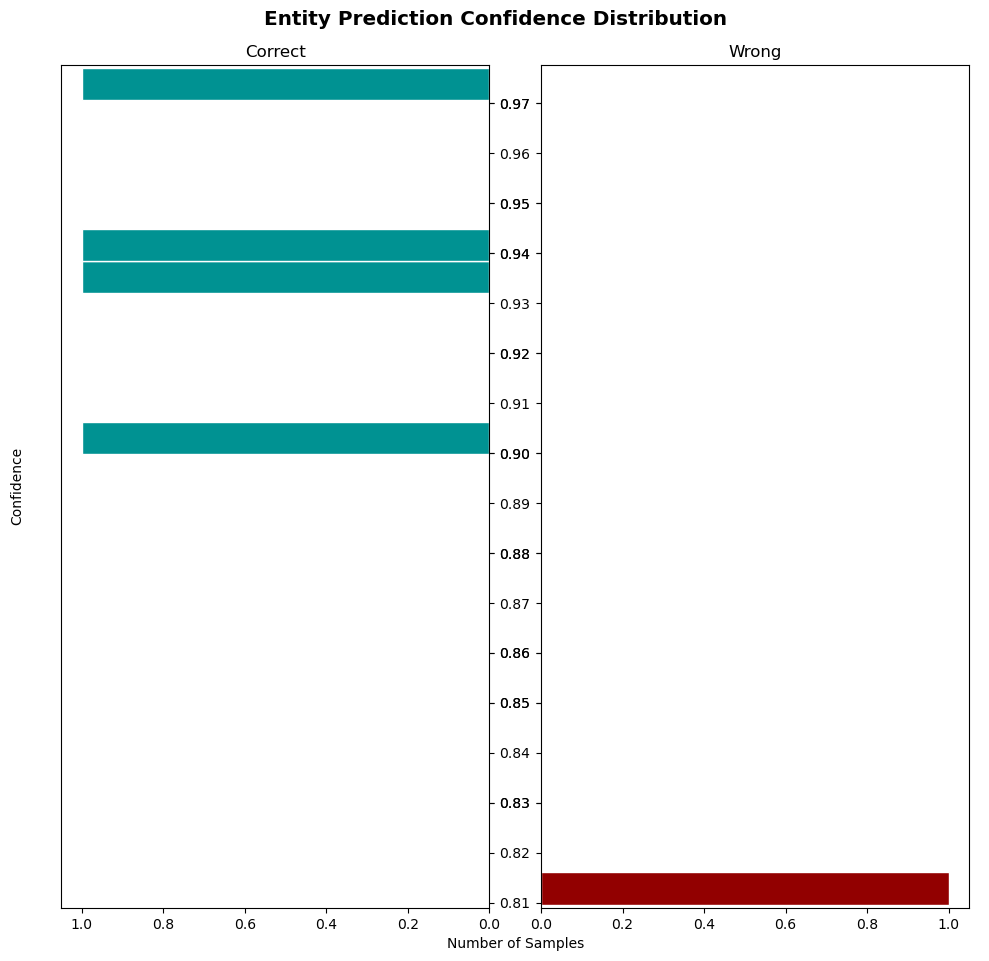 Entity Prediction Confidence Distribution
Correct
Wrong
0.97
0.96
0.95
0.94
0.93
0.92
0.91
0.90
0.89
0.88
0.87
0.86
0.85
0.84
0.83
0.82
0.81
Confidence
1.0 0.8 0.6 0.4 0.2 0.0
0.0 0.2 0.4 0.6 0.8 1.0
Number of Samples